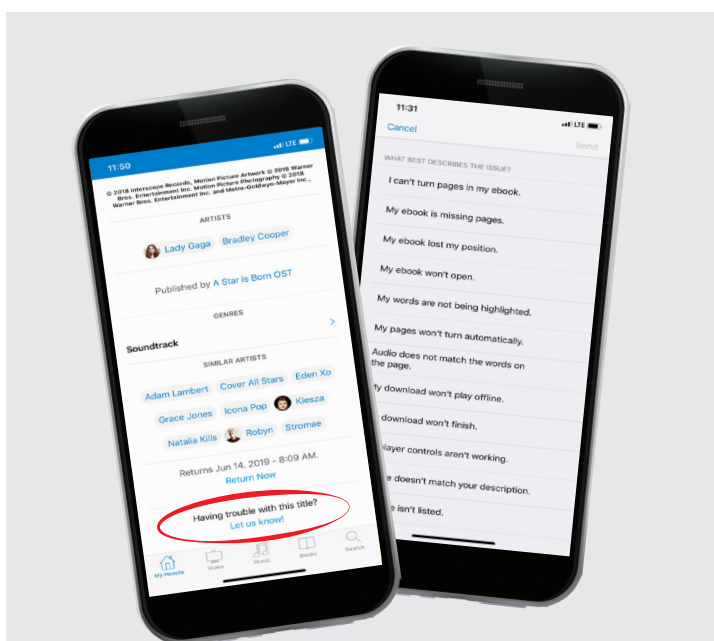 11:50
LTE
© 2018 Interscope Records, Motion Picture Artwork © 2018 Warner
Bros. Entertainment Inc. Motion Picture Photography © 2018
Warner Bros. Entertainment Inc. and Metro-Goldwyn-Mayer Inc.,
ARTISTS
Lady Gaga Bradley Cooper
Published by A Star is Born OST
GENRES
Soundtrack
SIMILAR ARTISTS
Adam Lambert Cover All Stars Eden Xo
Grace Jones Icona Pop Kiesza
Natalia Kills Robyn Stromae
Returns Jun 14, 2019 - 8:09 AM.
Return Now
Having trouble with this title?
Let us know!
My Hoopla Video Music Books Search
11:31
LTE
Cancel Send
WHAT BEST DESCRIBES THE ISSUE?
I can't turn pages in my ebook.
My ebook is missing pages.
My ebook lost my position.
My ebook won't open.
My words are not being highlighted.
My pages won't turn automatically.
Audio does not match the words on
the page.
My download won't play offline.
download won't finish.
player controls aren't working.
doesn't match your description.
isn't listed.